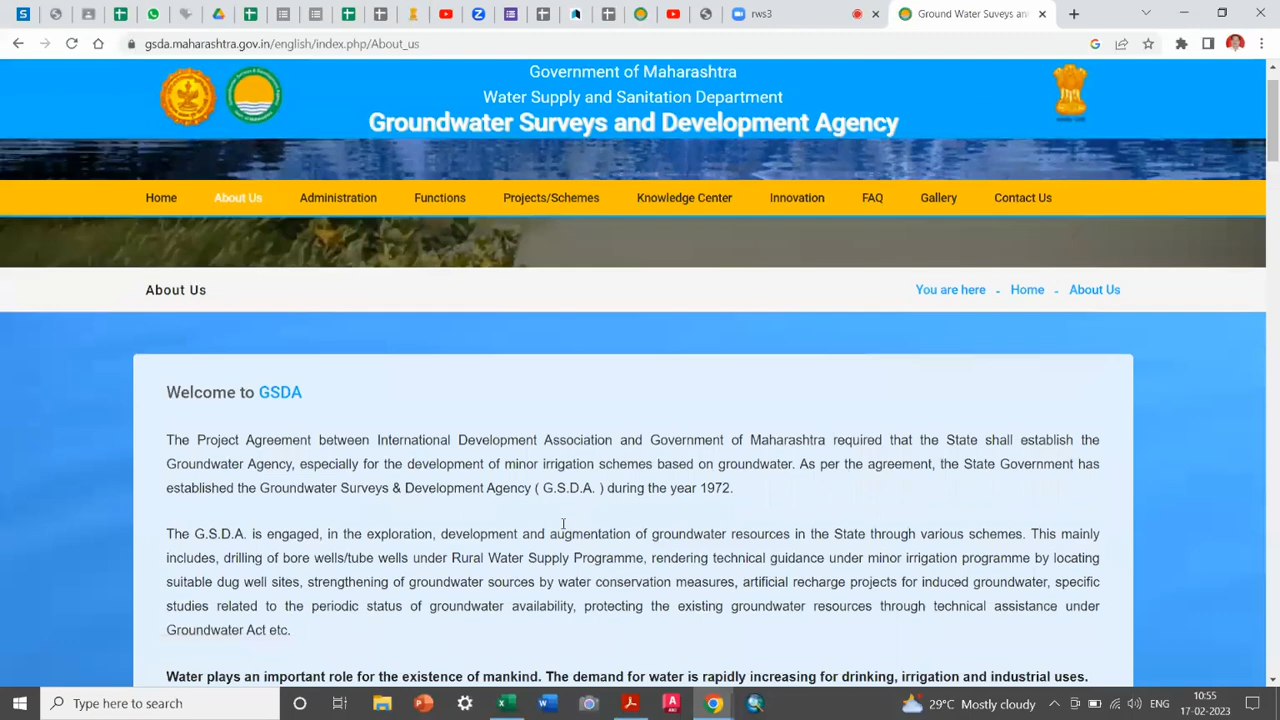 rws3
Ground Water Surveys an
gsda.maharashtra.gov.in/english/index.php/About_us
Government of Maharashtra
Water Supply and Sanitation Department
Groundwater Surveys and Development Agency
Home About Us Administration Functions Projects/Schemes Knowledge Center Innovation FAQ Gallery Contact Us
About Us You are here - Home - About Us
Welcome to GSDA
The Project Agreement between International Development Association and Government of Maharashtra required that the State shall establish the
Groundwater Agency, especially for the development of minor irrigation schemes based on groundwater. As per the agreement, the State Government has
established the Groundwater Surveys & Development Agency ( G.S.D.A. ) during the year 1972.
The G.S.D.A. is engaged, in the exploration, development and augmentation of groundwater resources in the State through various schemes. This mainly
includes, drilling of bore wells/tube wells under Rural Water Supply Programme, rendering technical guidance under minor irrigation programme by locating
suitable dug well sites, strengthening of groundwater sources by water conservation measures, artificial recharge projects for induced groundwater, specific
studies related to the periodic status of groundwater availability, protecting the existing groundwater resources through technical assistance under
Groundwater Act etc.
Water plays an important role for the existence of mankind. The demand for water is rapidly increasing for drinking, irrigation and industrial uses.
Type here to search
29°C Mostly cloudy
ENG
10:55
17-02-2023